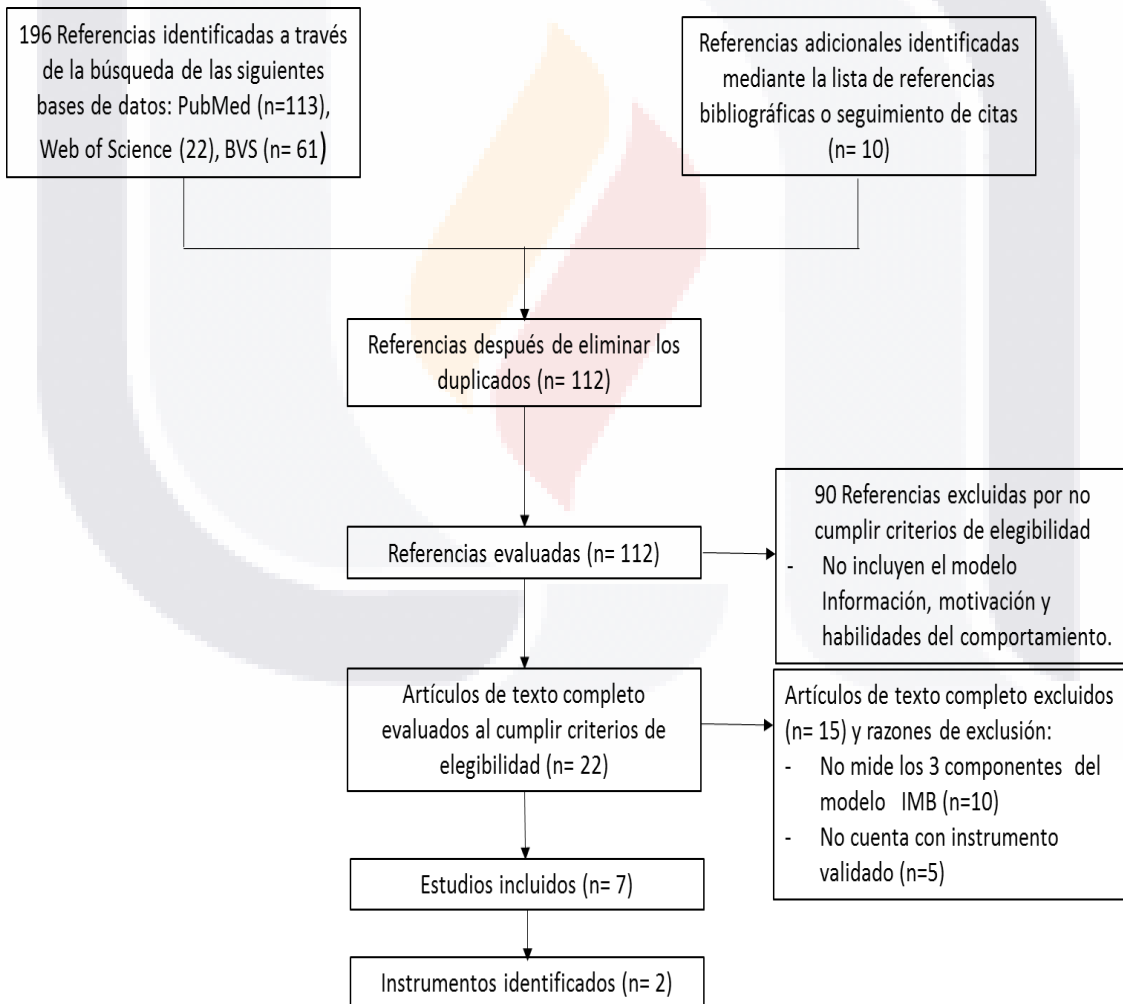 196 Referencias identificadas a través
de la búsqueda de las siguientes
bases de datos: PubMed (n=113),
Web of Science (22), BVS (n= 61)
Referencias adicionales identificadas
mediante la lista de referencias
bibliográficas o seguimiento de citas
(n= 10)
Referencias después de eliminar los
duplicados (n= 112)
Referencias evaluadas (n= 112)
90 Referencias excluidas por no
cumplir criterios de elegibilidad
- No incluyen el modelo
Información, motivación y
habilidades del comportamiento.
Artículos de texto completo
evaluados al cumplir criterios de
elegibilidad (n= 22)
Artículos de texto completo excluidos
(n= 15) y razones de exclusión:
- No mide los 3 componentes del
modelo IMB (n=10)
- No cuenta con instrumento
validado (n=5)
Estudios incluidos (n= 7)
Instrumentos identificados (n= 2)